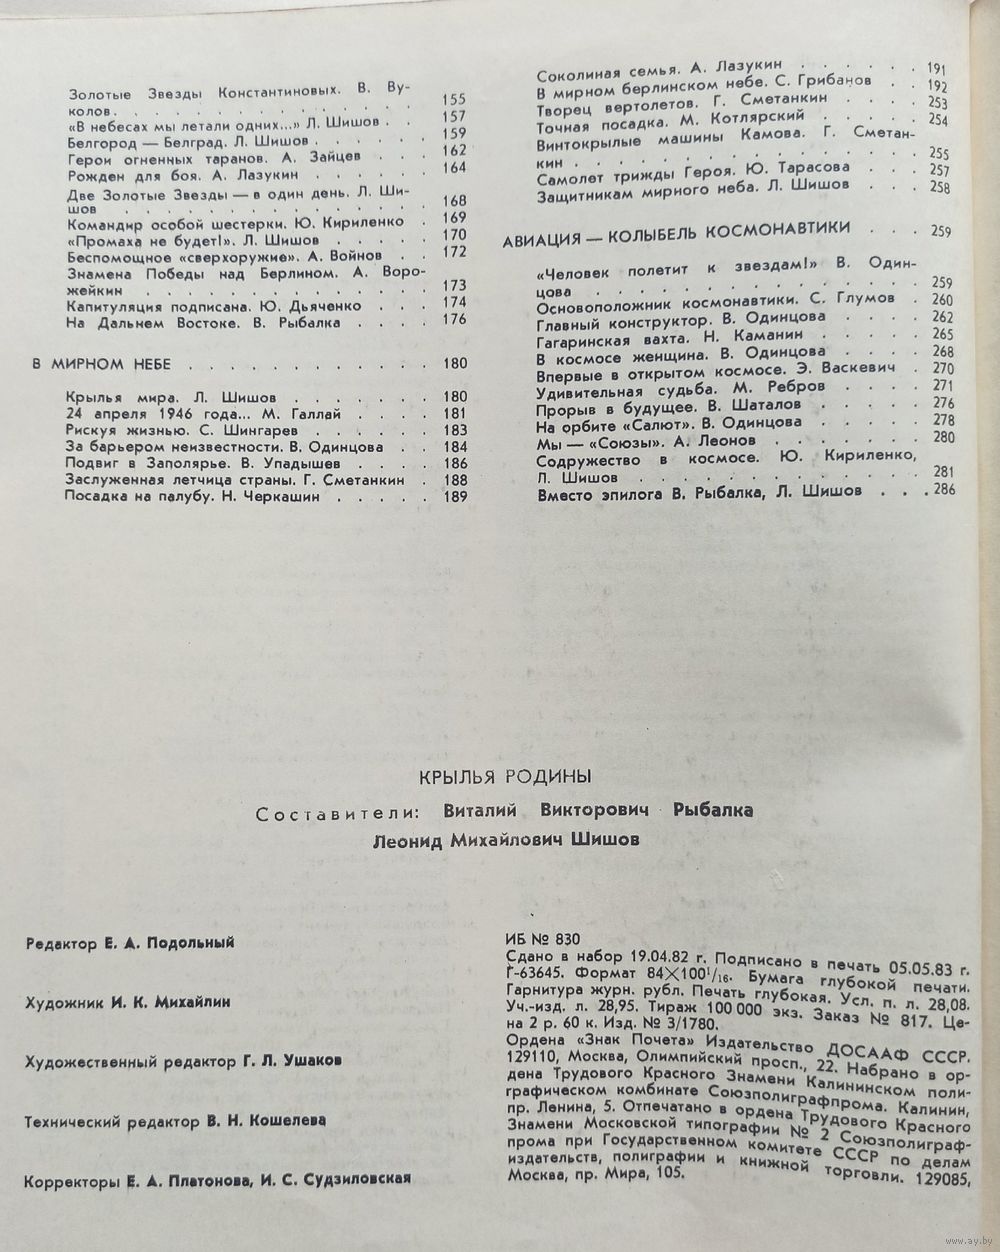 Золотые Звезды Константиновых. В. Ву-
колов. . . . . . . . . . . . . . 155
«В небесах мы летали одних...» Л. Шишов . . 157
Белгород — Белград. Л. Шишов . . . . . 159
Герои огненных таранов. А. Зайцев . . . 162
Рожден для боя. А. Лазукин . . . . . 164
Две Золотые Звезды — в один день. Л. Ши-
шов . . . . . . . . . . . . . 168
Командир особой шестерки. Ю. Кириленко . 169
«Промаха не будет!». Л. Шишов . . . . . 170
Беспомощное «сверхоружие». А. Войнов . . 172
Знамена Победы над Берлином. А. Воро-
жейкин . . . . . . . . . . . . 173
Капитуляция подписана. Ю. Дьяченко . . . 174
На Дальнем Востоке. В. Рыбалка . . . . 176
В МИРНОМ НЕБЕ . . . . . . . . . . . . 180
Крылья мира. Л. Шишов . . . . . . 180
24 апреля 1946 года... М. Галлай . . . . 181
Рискуя жизнью. С. Шингарев . . . . . 183
За барьером неизвестности. В. Одинцова . . 184
Подвиг в Заполярье. В. Упадышев . . . . 186
Заслуженная летчица страны. Г. Сметанкин . 188
Посадка на палубу. Н. Черкашин . . . . . 189
Соколиная семья. А. Лазукин . . . . . . 191
В мирном берлинском небе. С. Грибанов . . 192
Творец вертолетов. Г. Сметанкин . . . . 253
Точная посадка. М. Котлярский . . . . . 254
Винтокрылые машины Камова. Г. Сметан-
кин . . . . . . . . . . . . . 255
Самолет трижды Героя. Ю. Тарасова . . . 257
Защитникам мирного неба. Л. Шишов . . . 258
АВИАЦИЯ — КОЛЫБЕЛЬ КОСМОНАВТИКИ . . . 259
«Человек полетит к звездам!» В. Один-
цова . . . . . . . . . . . . . 259
Основоположник космонавтики. С. Глумов . 260
Главный конструктор. В. Одинцова . . . . 262
Гагаринская вахта. Н. Каманин . . . . . 265
В космосе женщина. В. Одинцова . . . . 268
Впервые в открытом космосе. Э. Васкевич . 270
Удивительная судьба. М. Ребров . . . . 271
Прорыв в будущее. В. Шаталов . . . . . 276
На орбите «Салют». В. Одинцова . . . . 278
Мы — «Союзы». А. Леонов . . . . . . . 280
Содружество в космосе. Ю. Кириленко,
Л. Шишов . . . . . . . . . . . 281
Вместо эпилога В. Рыбалка, Л. Шишов . . . 286
КРЫЛЬЯ РОДИНЫ
Составители: Виталий Викторович Рыбалка
Леонид Михайлович Шишов
Редактор Е. А. Подольный
Художник И. К. Михайлин
Художественный редактор Г. Л. Ушаков
Технический редактор В. Н. Кошелева
Корректоры Е. А. Платонова, И. С. Судзиловская
ИБ № 830
Сдано в набор 19.04.82 г. Подписано в печать 05.05.83 г.
Г-63645. Формат 84×100¹/₁₆. Бумага глубокой печати.
Гарнитура журн. рубл. Печать глубокая. Усл. п. л. 28,08.
Уч.-изд. л. 28,95. Тираж 100 000 экз. Заказ № 817. Це-
на 2 р. 60 к. Изд. № 3/1780.
Ордена «Знак Почета» Издательство ДОСААФ СССР.
129110, Москва, Олимпийский просп., 22. Набрано в ор-
дена Трудового Красного Знамени Калининском поли-
графическом комбинате Союзполиграфпрома. Калинин,
пр. Ленина, 5. Отпечатано в ордена Трудового Красного
Знамени Московской типографии № 2 Союзполиграф-
прома при Государственном комитете СССР по делам
издательств, полиграфии и книжной торговли. 129085,
Москва, пр. Мира, 105.
www.ay.by